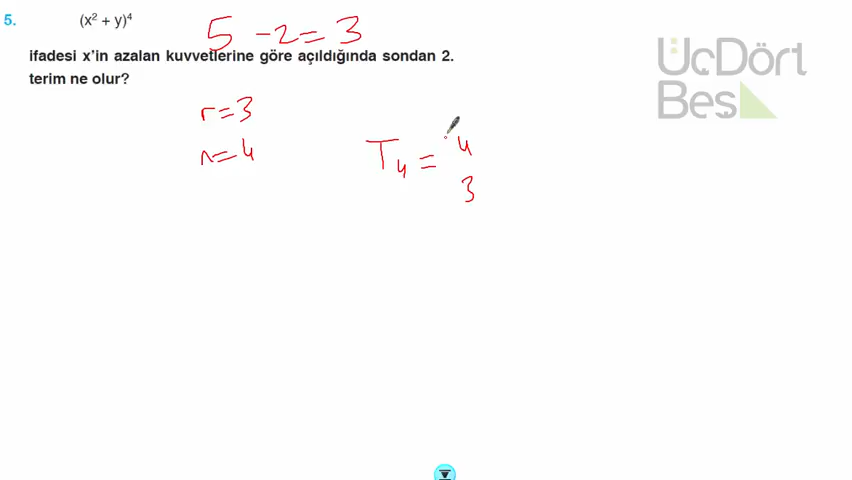 5. (x² + y)⁴
5 - 2 = 3
ifadesi x'in azalan kuvvetlerine göre açıldığında sondan 2.
terim ne olur?
r = 3
n = 4
T₄ = 4
3
ÜçDört
Beş